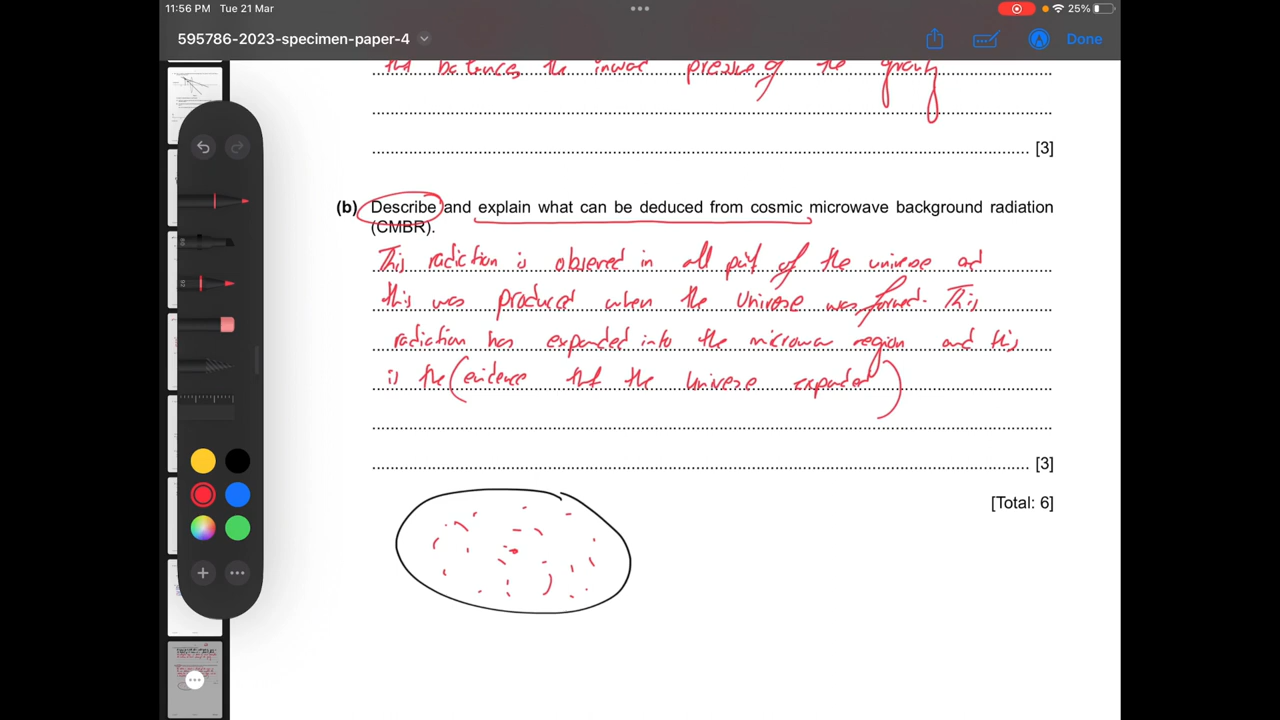 11:56 PM Tue 21 Mar
25%
595786-2023-specimen-paper-4
Done
that balances the inward pressure of the gravity
[3]
(b) Describe and explain what can be deduced from cosmic microwave background radiation
(CMBR).
This radiation is observed in all part of the universe and
this was produced when the Universe was formed. This
radiation has expanded into the microwave region and this
is the (evidence that the Universe expanded)
[3]
[Total: 6]